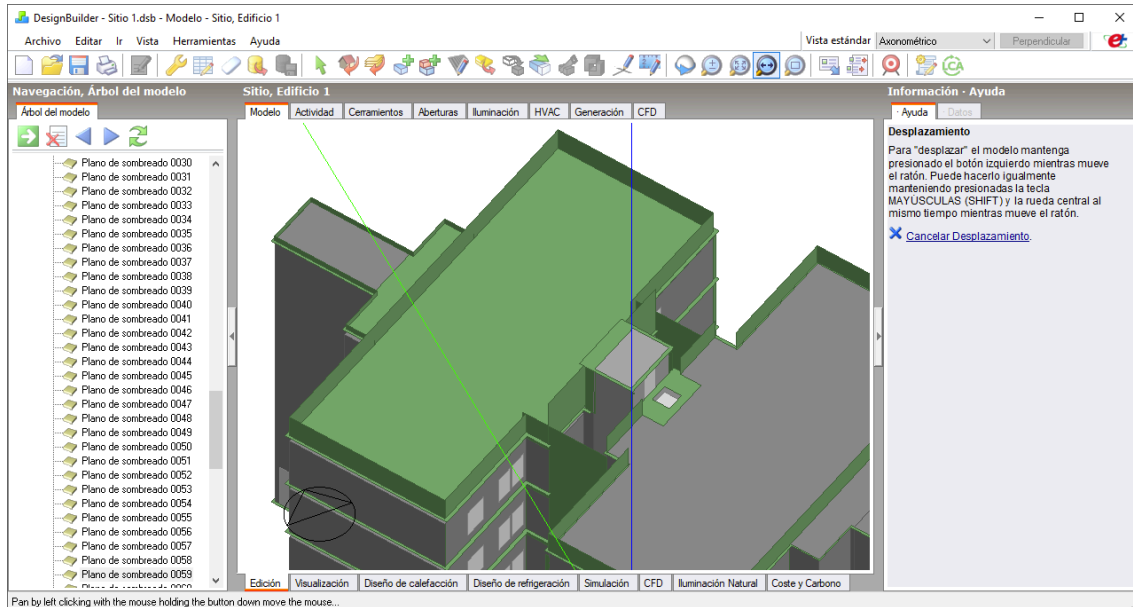 DesignBuilder - Sitio 1.dsb - Modelo - Sitio, Edificio 1
Archivo Editar Ir Vista Herramientas Ayuda
Vista estándar Axonométrico Perpendicular
Navegación, Árbol del modelo
Árbol del modelo
Plano de sombreado 0030
Plano de sombreado 0031
Plano de sombreado 0032
Plano de sombreado 0033
Plano de sombreado 0034
Plano de sombreado 0035
Plano de sombreado 0036
Plano de sombreado 0037
Plano de sombreado 0038
Plano de sombreado 0039
Plano de sombreado 0040
Plano de sombreado 0041
Plano de sombreado 0042
Plano de sombreado 0043
Plano de sombreado 0044
Plano de sombreado 0045
Plano de sombreado 0046
Plano de sombreado 0047
Plano de sombreado 0048
Plano de sombreado 0049
Plano de sombreado 0050
Plano de sombreado 0051
Plano de sombreado 0052
Plano de sombreado 0053
Plano de sombreado 0054
Plano de sombreado 0055
Plano de sombreado 0056
Plano de sombreado 0057
Plano de sombreado 0058
Plano de sombreado 0059
Sitio, Edificio 1
Modelo Actividad Cerramientos Aberturas Iluminación HVAC Generación CFD
Edición Visualización Diseño de calefacción Diseño de refrigeración Simulación CFD Iluminación Natural Coste y Carbono
Información - Ayuda
Ayuda Datos
Desplazamiento
Para "desplazar" el modelo mantenga
presionado el botón izquierdo mientras mueve
el ratón. Puede hacerlo igualmente
manteniendo presionadas la tecla
MAYÚSCULAS (SHIFT) y la rueda central al
mismo tiempo mientras mueve el ratón.
Cancelar Desplazamiento.
Pan by left clicking with the mouse holding the button down move the mouse...